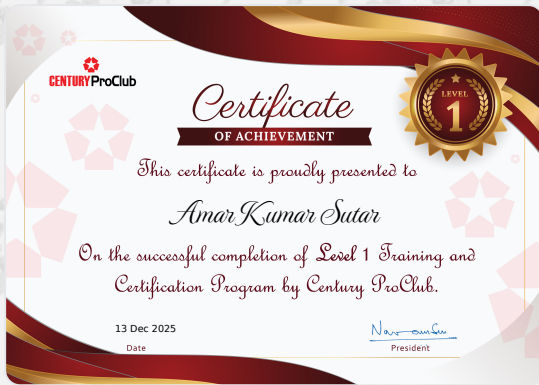 CENTURY ProClub
Certificate
OF ACHIEVEMENT
LEVEL
1
This certificate is proudly presented to
Amar Kumar Sutar
On the successful completion of Level 1 Training and
Certification Program by Century ProClub.
13 Dec 2025
Date
President